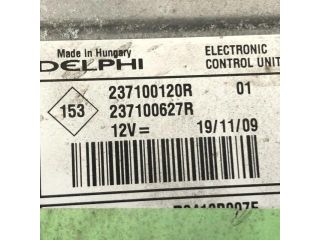 Made in Hungary
DELPHI
ELECTRONIC
CONTROL UNIT
153
237100120R 01
237100627R
12V= 19/11/09